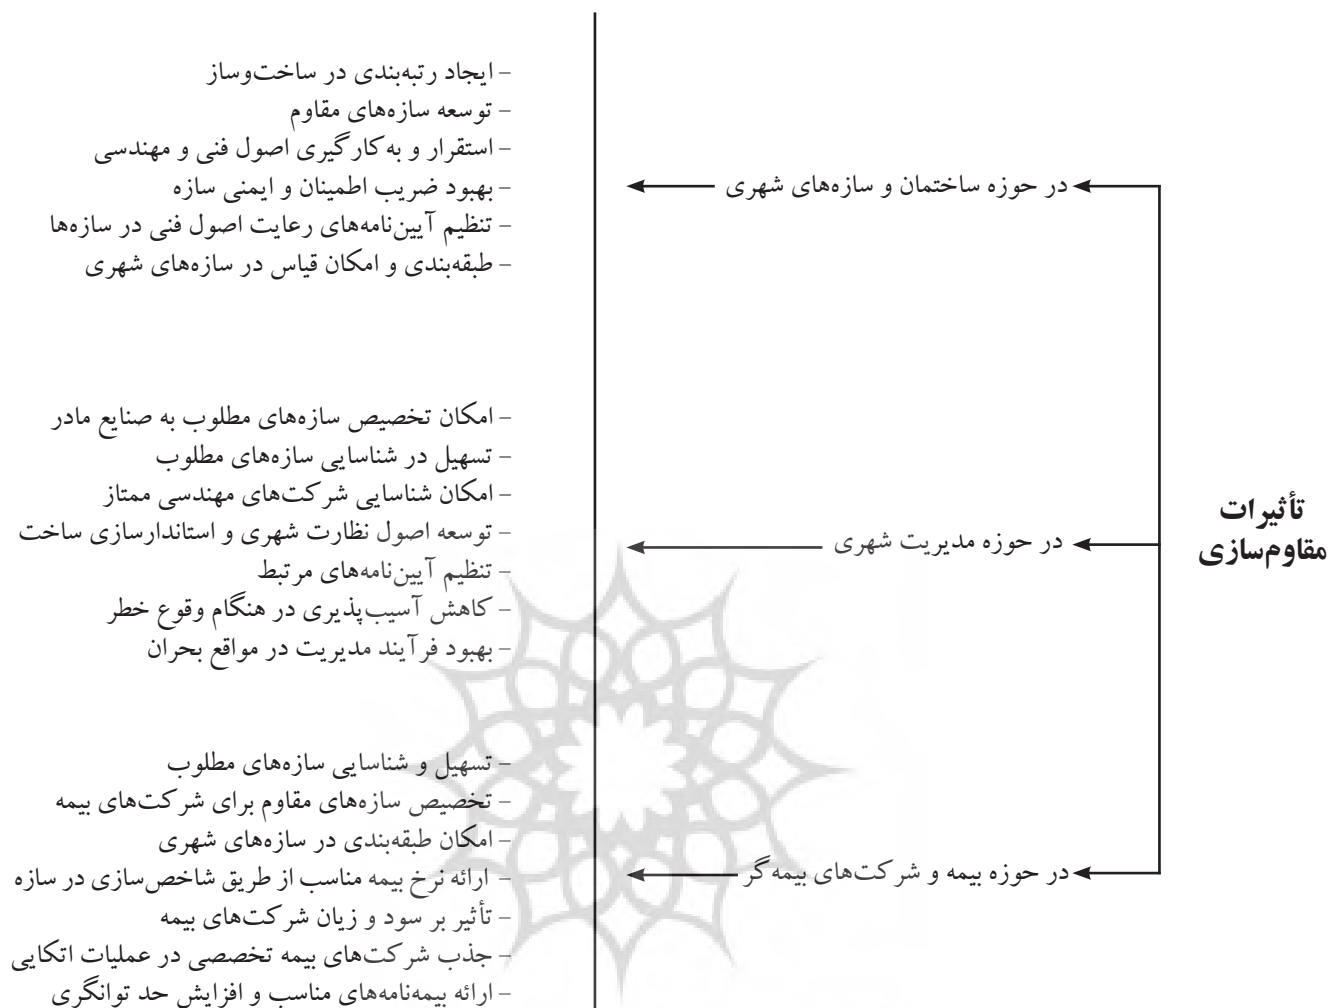 تأثیرات
مقاوم‌سازی
در حوزه ساختمان و سازه‌های شهری
– ایجاد رتبه‌بندی در ساخت‌وساز
– توسعه سازه‌های مقاوم
– استقرار و به‌کارگیری اصول فنی و مهندسی
– بهبود ضریب اطمینان و ایمنی سازه
– تنظیم آیین‌نامه‌های رعایت اصول فنی در سازه‌ها
– طبقه‌بندی و امکان قیاس در سازه‌های شهری
در حوزه مدیریت شهری
– امکان تخصیص سازه‌های مطلوب به صنایع مادر
– تسهیل در شناسایی سازه‌های مطلوب
– امکان شناسایی شرکت‌های مهندسی ممتاز
– توسعه اصول نظارت شهری و استاندارسازی ساخت
– تنظیم آیین‌نامه‌های مرتبط
– کاهش آسیب‌پذیری در هنگام وقوع خطر
– بهبود فرآیند مدیریت در مواقع بحران
در حوزه بیمه و شرکت‌های بیمه‌گر
– تسهیل و شناسایی سازه‌های مطلوب
– تخصیص سازه‌های مقاوم برای شرکت‌های بیمه
– امکان طبقه‌بندی در سازه‌های شهری
– ارائه نرخ بیمه مناسب از طریق شاخص‌سازی در سازه
– تأثیر بر سود و زیان شرکت‌های بیمه
– جذب شرکت‌های بیمه تخصصی در عملیات اتکایی
– ارائه بیمه‌نامه‌های مناسب و افزایش حد توانگری